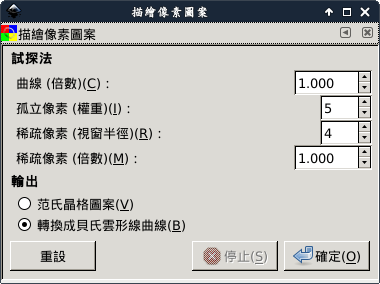 描繪像素圖案
描繪像素圖案
試探法
曲線 (倍數)(C) : 1.000
孤立像素 (權重)(I) : 5
稀疏像素 (視窗半徑)(R) : 4
稀疏像素 (倍數)(M) : 1.000
輸出
范氏晶格圖案(V)
轉換成貝氏雲形線曲線(B)
重設 停止(S) 確定(O)